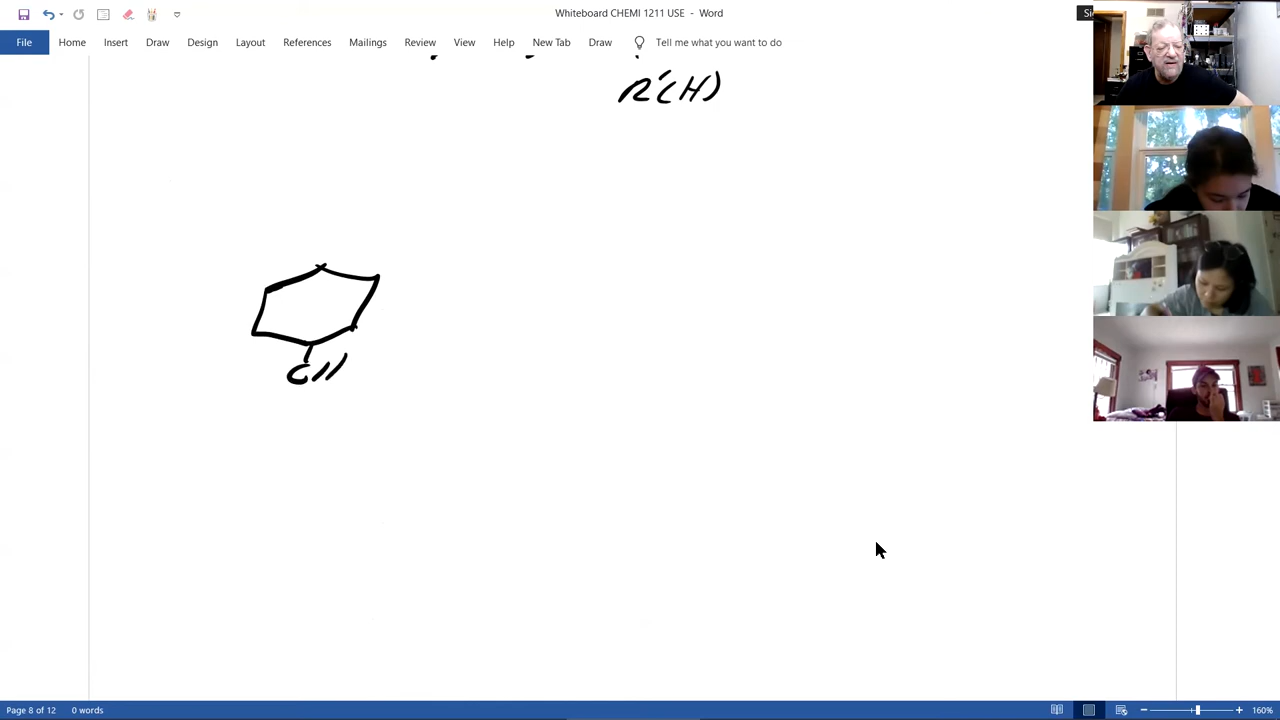 Whiteboard CHEMI 1211 USE - Word
File Home Insert Draw Design Layout References Mailings Review View Help New Tab Draw Tell me what you want to do
R'(H)
Page 8 of 12 0 words
160%